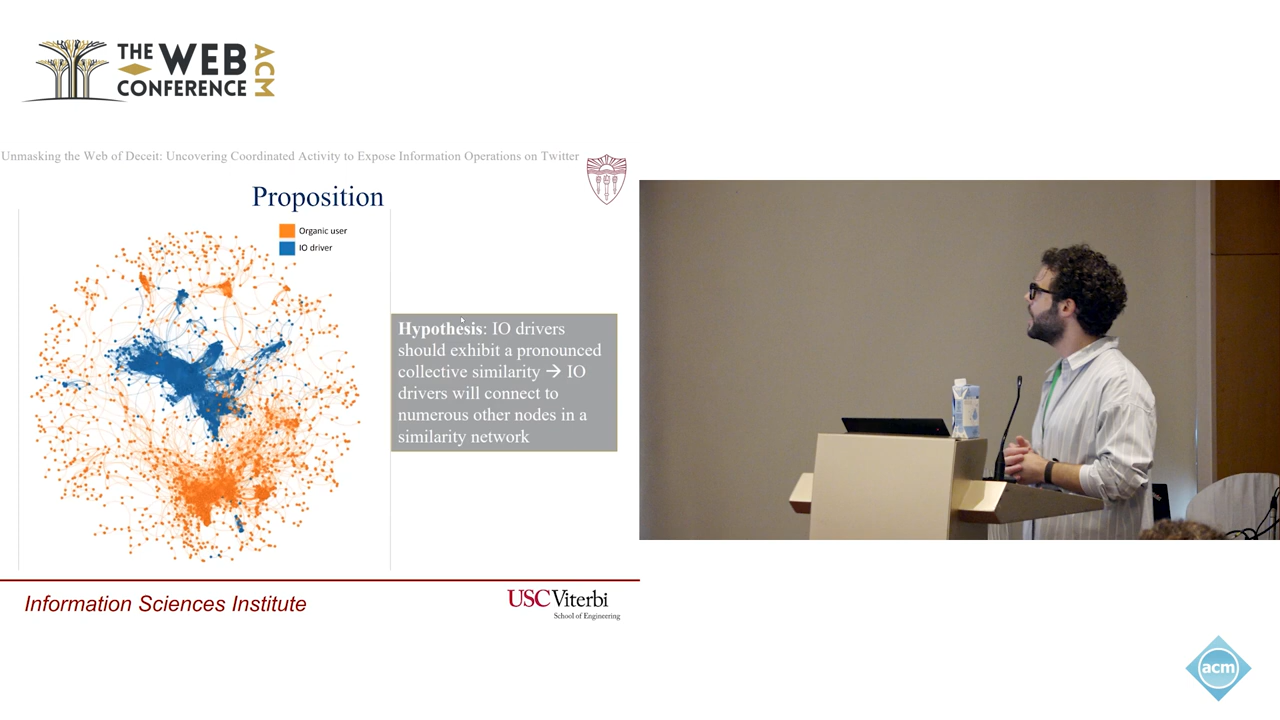 THE WEB
CONFERENCE
ACM
Unmasking the Web of Deceit: Uncovering Coordinated Activity to Expose Information Operations on Twitter
Proposition
Organic user
IO driver
Hypothesis: IO drivers
should exhibit a pronounced
collective similarity → IO
drivers will connect to
numerous other nodes in a
similarity network
Information Sciences Institute
USC Viterbi
School of Engineering
acm